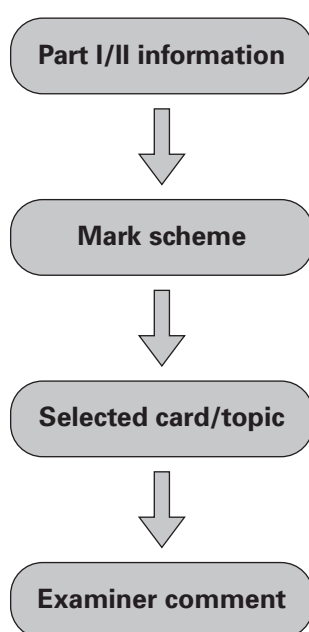 Part I/II information
Mark scheme
Selected card/topic
Examiner comment